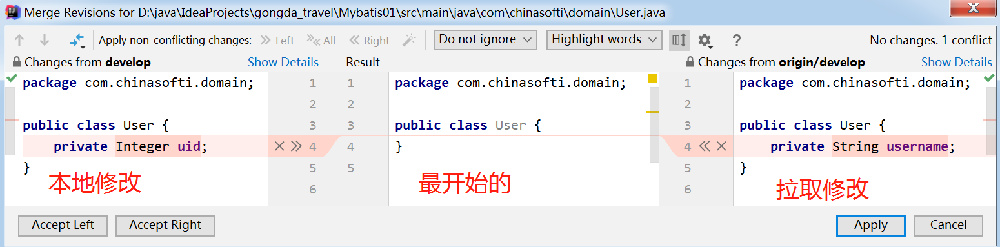 Merge Revisions for D:\java\IdeaProjects\gongda_travel\Mybatis01\src\main\java\com\chinasofti\domain\User.java
Apply non-conflicting changes: Left All Right Do not ignore Highlight words ? No changes. 1 conflict
Changes from develop Show Details Result Changes from origin/develop Show Details
package com.chinasofti.domain; 1 1 package com.chinasofti.domain; 1 package com.chinasofti.domain;
2 2 2
public class User { 3 3 public class User { 3 public class User {
private Integer uid; 4 4 } 4 private String username;
} 5 5 5 }
6 6
本地修改 最开始的 拉取修改
Accept Left Accept Right Apply Cancel